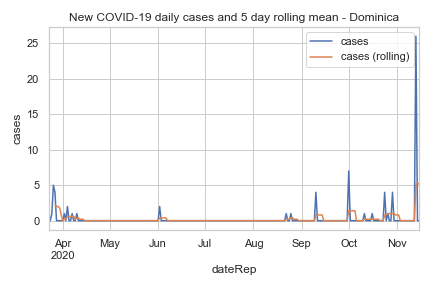 New COVID-19 daily cases and 5 day rolling mean - Dominica
cases
cases (rolling)
25
20
15
10
5
0
cases
Apr
2020
May
Jun
Jul
Aug
Sep
Oct
Nov
dateRep